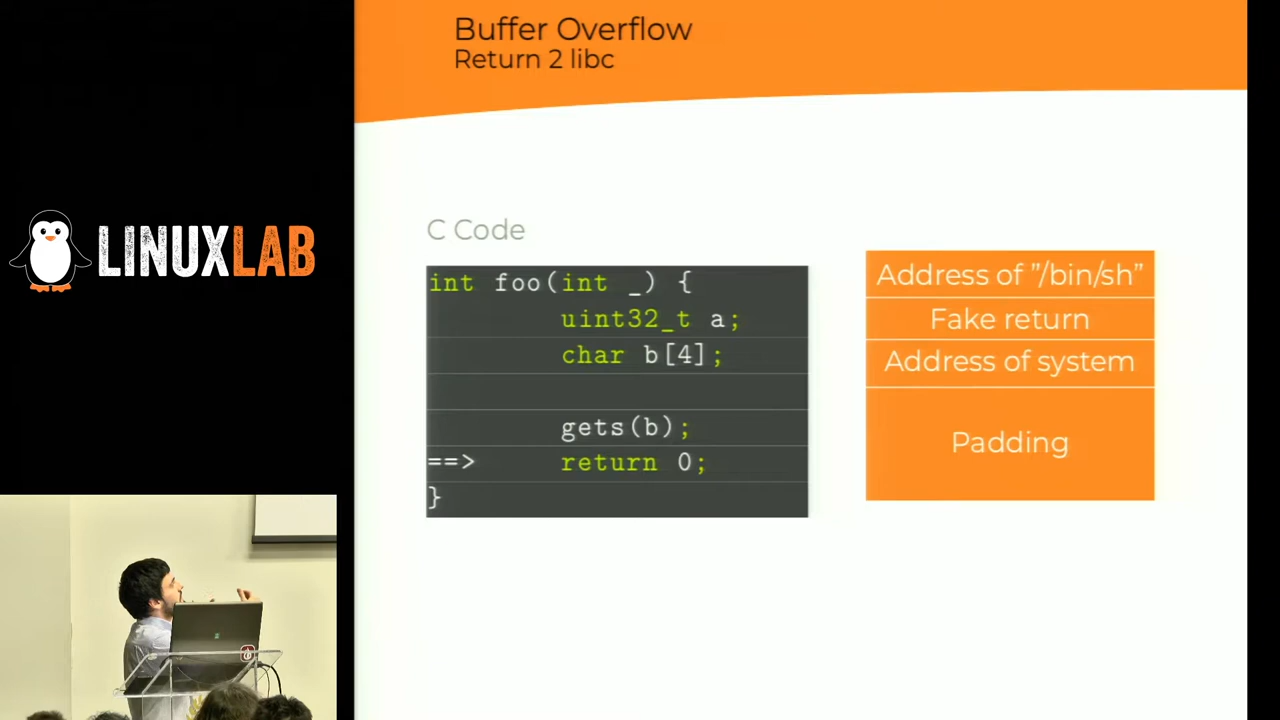 Buffer Overflow
Return 2 libc
LINUXLAB
C Code
int foo(int _) {
uint32_t a;
char b[4];
gets(b);
==> return 0;
}
Address of ”/bin/sh”
Fake return
Address of system
Padding